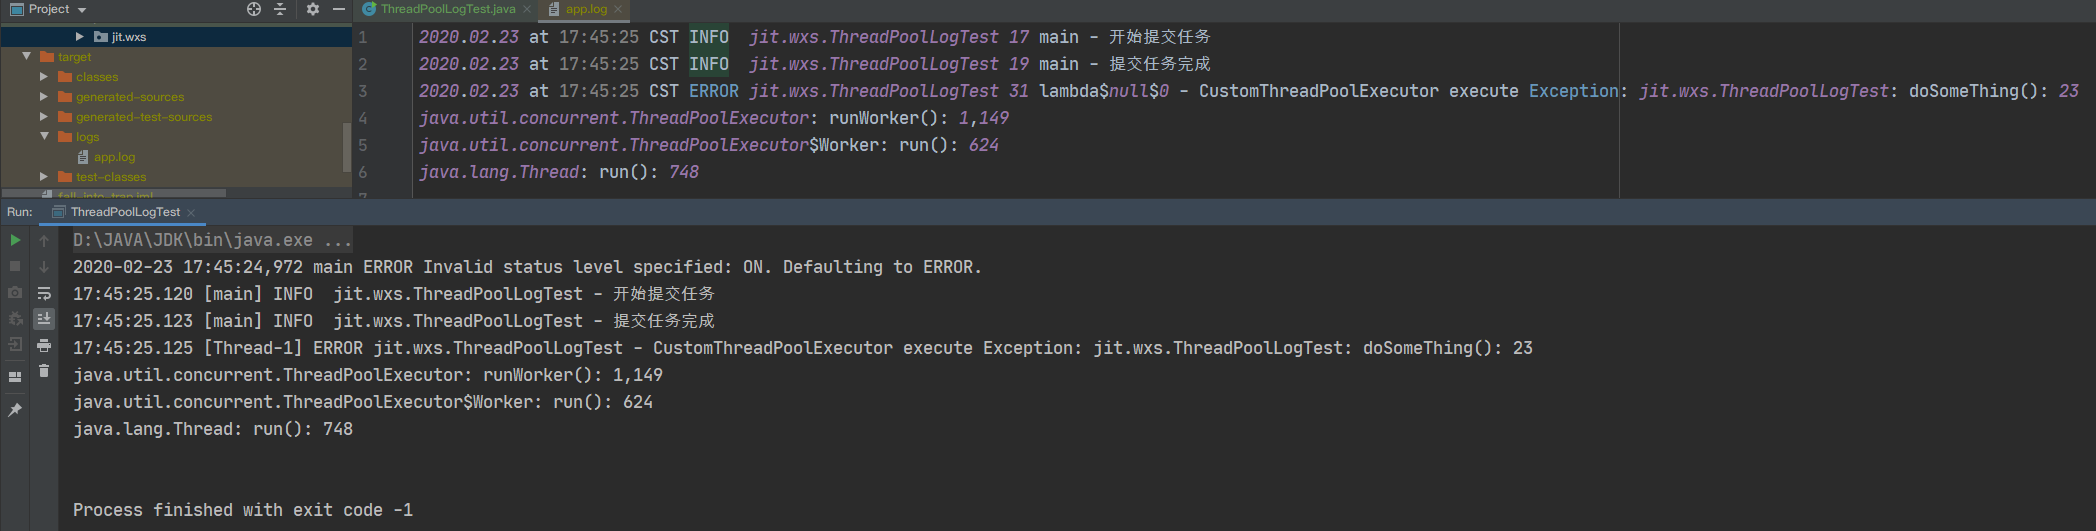 Project
ThreadPoolLogTest.java
app.log
jit.wxs
target
classes
generated-sources
generated-test-sources
logs
app.log
test-classes
fall-into-trap.iml
1 2020.02.23 at 17:45:25 CST INFO  jit.wxs.ThreadPoolLogTest 17 main - 开始提交任务
2 2020.02.23 at 17:45:25 CST INFO  jit.wxs.ThreadPoolLogTest 19 main - 提交任务完成
3 2020.02.23 at 17:45:25 CST ERROR jit.wxs.ThreadPoolLogTest 31 lambda$null$0 - CustomThreadPoolExecutor execute Exception: jit.wxs.ThreadPoolLogTest: doSomeThing(): 23
4 java.util.concurrent.ThreadPoolExecutor: runWorker(): 1,149
5 java.util.concurrent.ThreadPoolExecutor$Worker: run(): 624
6 java.lang.Thread: run(): 748
7
Run: ThreadPoolLogTest
D:\JAVA\JDK\bin\java.exe ...
2020-02-23 17:45:24,972 main ERROR Invalid status level specified: ON. Defaulting to ERROR.
17:45:25.120 [main] INFO  jit.wxs.ThreadPoolLogTest - 开始提交任务
17:45:25.123 [main] INFO  jit.wxs.ThreadPoolLogTest - 提交任务完成
17:45:25.125 [Thread-1] ERROR jit.wxs.ThreadPoolLogTest - CustomThreadPoolExecutor execute Exception: jit.wxs.ThreadPoolLogTest: doSomeThing(): 23
java.util.concurrent.ThreadPoolExecutor: runWorker(): 1,149
java.util.concurrent.ThreadPoolExecutor$Worker: run(): 624
java.lang.Thread: run(): 748
Process finished with exit code -1